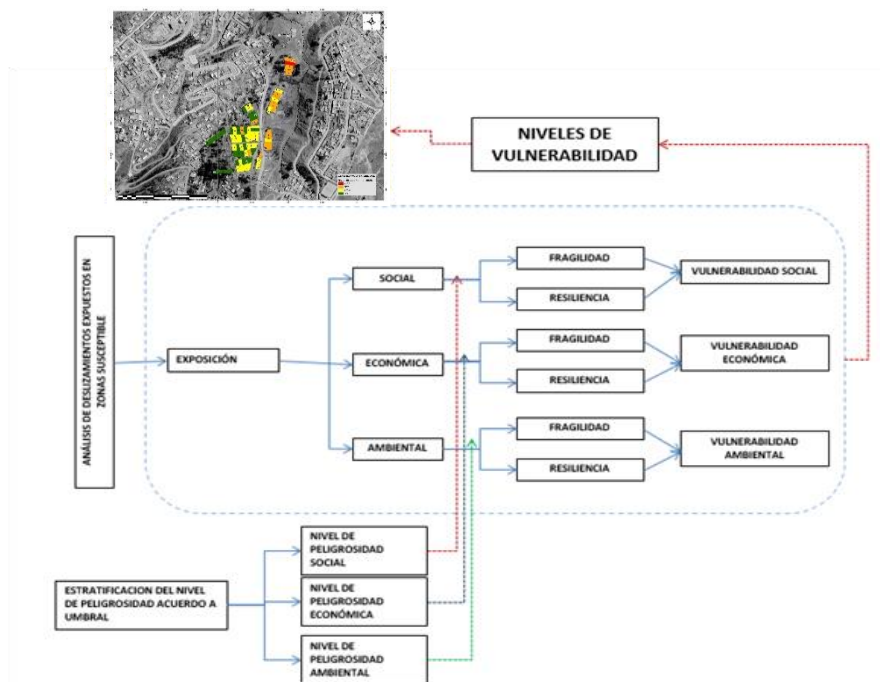 NIVELES DE
VULNERABILIDAD
ANÁLISIS DE DESLIZAMIENTOS EXPUESTOS EN
ZONAS SUSCEPTIBLE
EXPOSICIÓN
SOCIAL
FRAGILIDAD
RESILIENCIA
VULNERABILIDAD SOCIAL
ECONÓMICA
FRAGILIDAD
RESILIENCIA
VULNERABILIDAD
ECONÓMICA
AMBIENTAL
FRAGILIDAD
RESILIENCIA
VULNERABILIDAD
AMBIENTAL
ESTRATIFICACION DEL NIVEL
DE PELIGROSIDAD ACUERDO A
UMBRAL
NIVEL DE
PELIGROSIDAD
SOCIAL
NIVEL DE
PELIGROSIDAD
ECONÓMICA
NIVEL DE
PELIGROSIDAD
AMBIENTAL